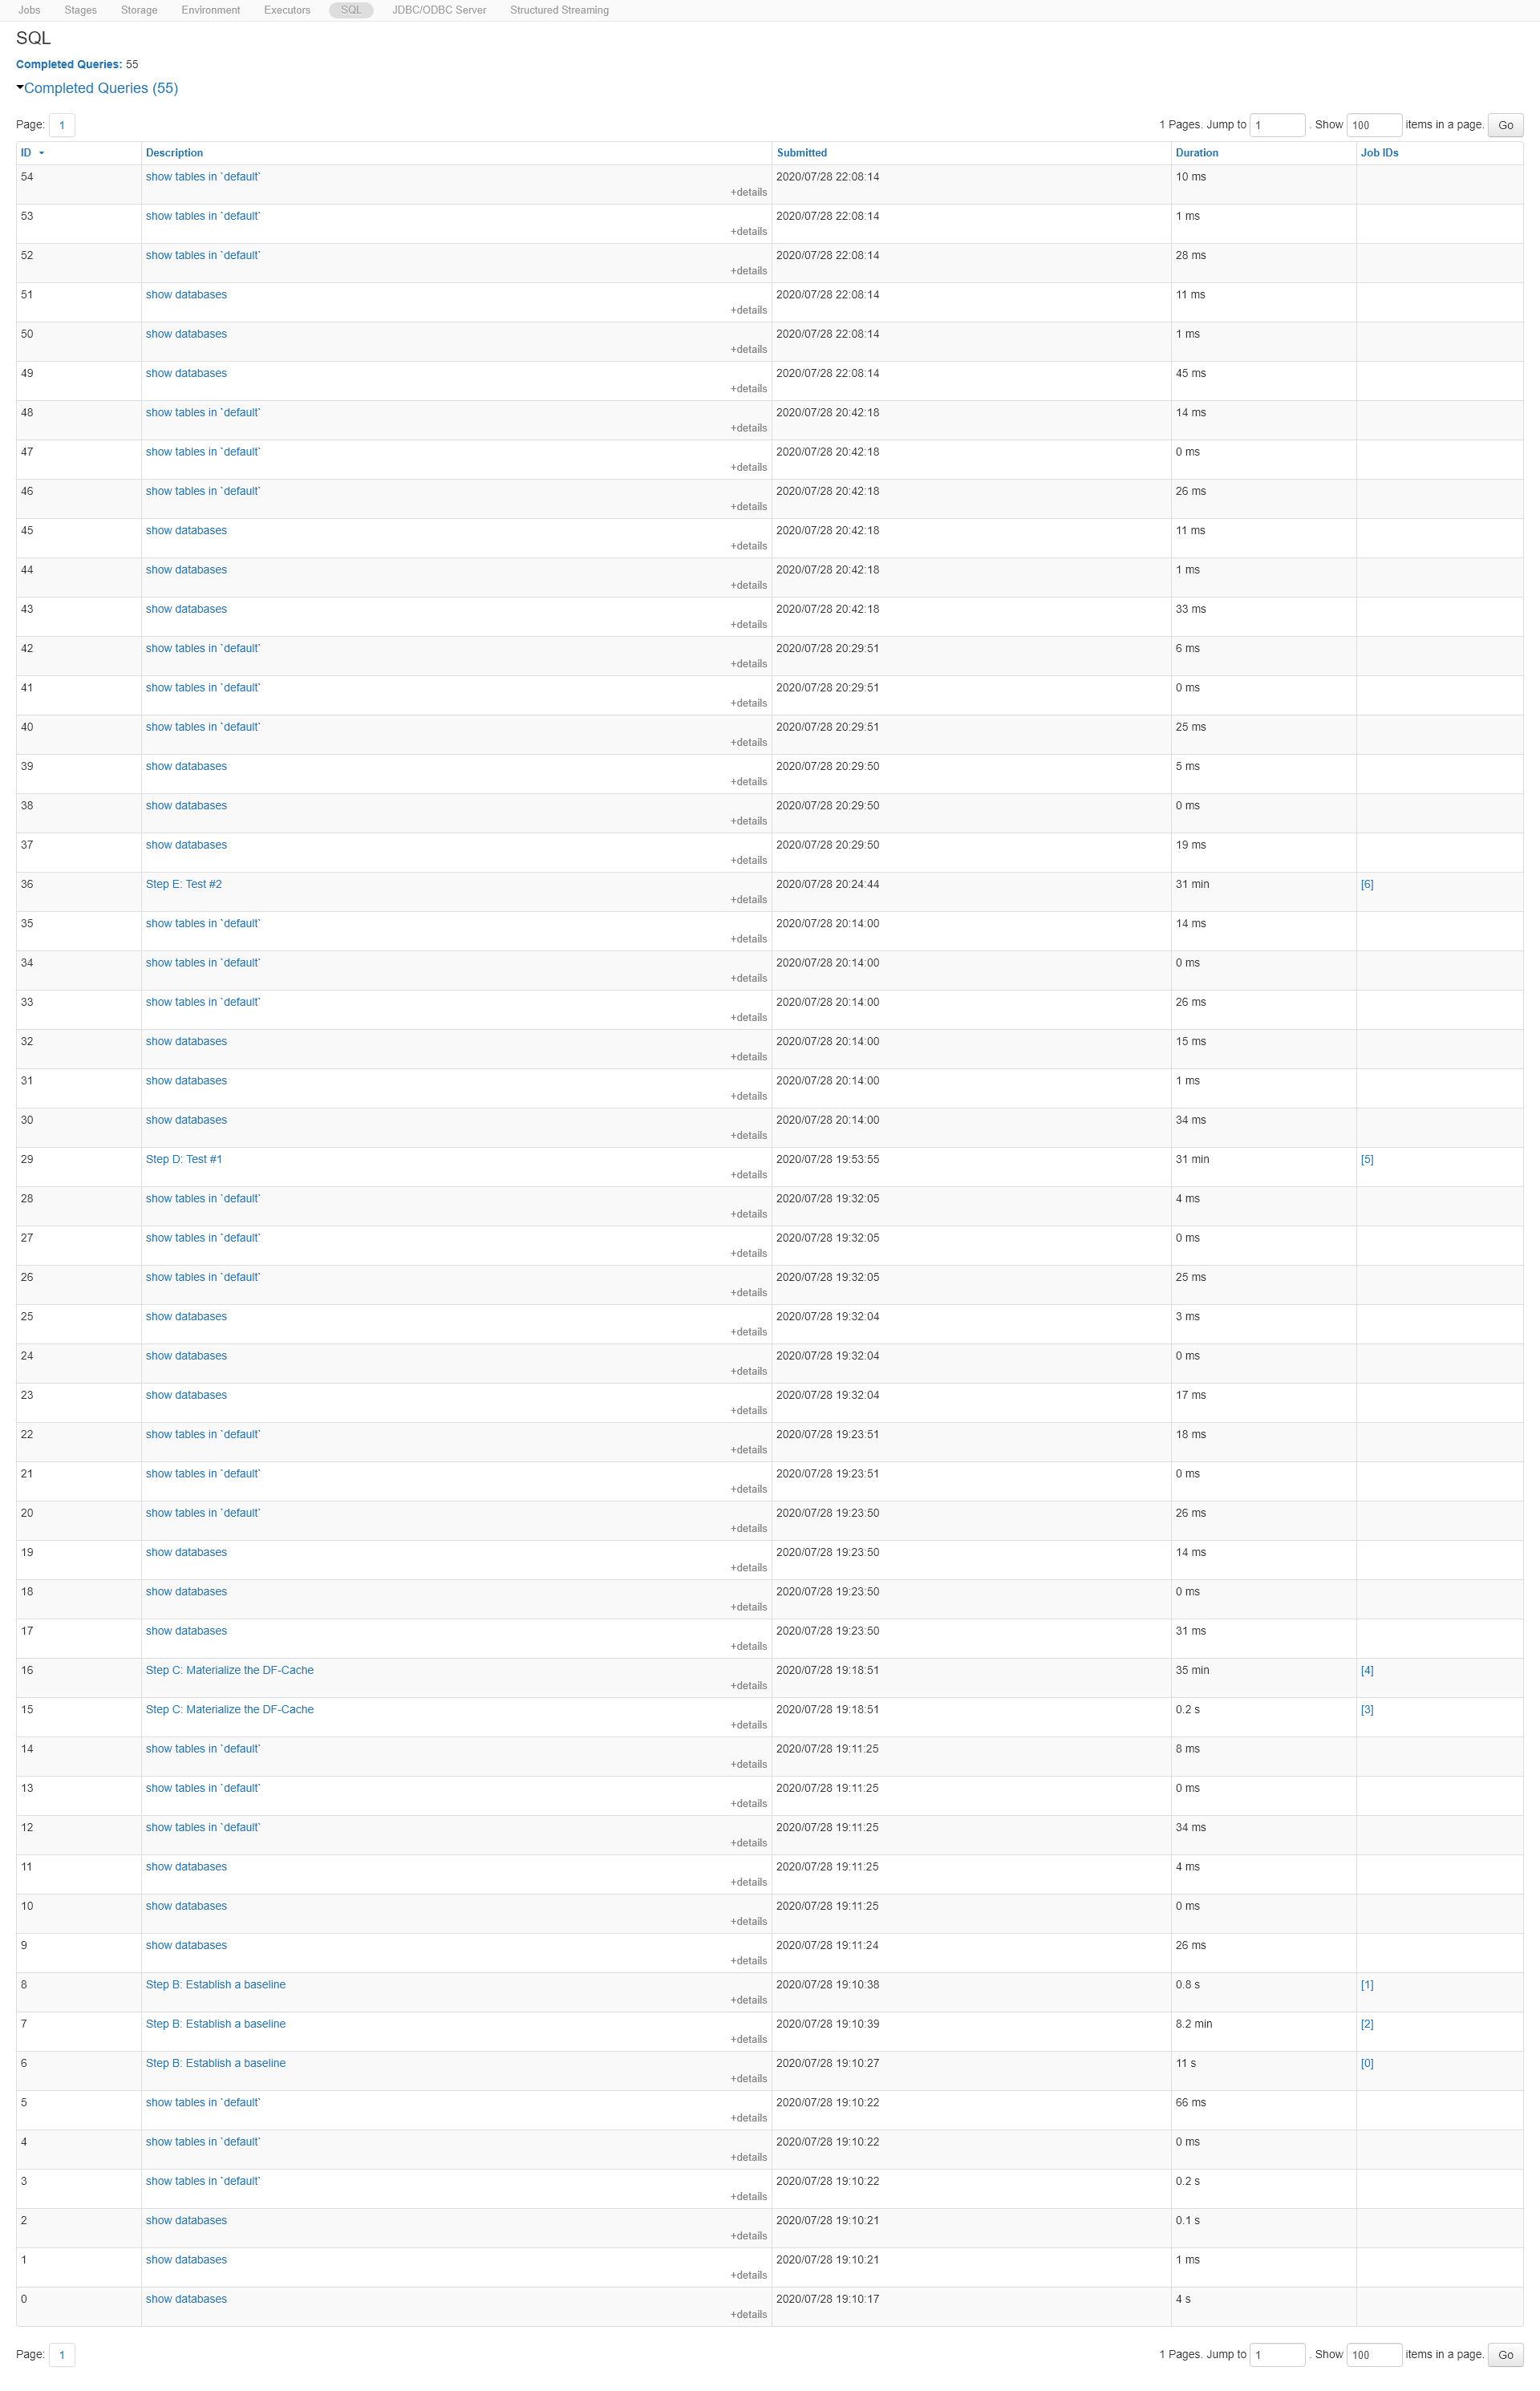 Jobs Stages Storage Environment Executors SQL JDBC/ODBC Server Structured Streaming
SQL
Completed Queries: 55
Completed Queries (55)
Page: 1 1 Pages. Jump to 1 . Show 100 items in a page. Go
ID Description Submitted Duration Job IDs
54 show tables in `default` 2020/07/28 22:08:14 10 ms
+details
53 show tables in `default` 2020/07/28 22:08:14 1 ms
+details
52 show tables in `default` 2020/07/28 22:08:14 28 ms
+details
51 show databases 2020/07/28 22:08:14 11 ms
+details
50 show databases 2020/07/28 22:08:14 1 ms
+details
49 show databases 2020/07/28 22:08:14 45 ms
+details
48 show tables in `default` 2020/07/28 20:42:18 14 ms
+details
47 show tables in `default` 2020/07/28 20:42:18 0 ms
+details
46 show tables in `default` 2020/07/28 20:42:18 26 ms
+details
45 show databases 2020/07/28 20:42:18 11 ms
+details
44 show databases 2020/07/28 20:42:18 1 ms
+details
43 show databases 2020/07/28 20:42:18 33 ms
+details
42 show tables in `default` 2020/07/28 20:29:51 6 ms
+details
41 show tables in `default` 2020/07/28 20:29:51 0 ms
+details
40 show tables in `default` 2020/07/28 20:29:51 25 ms
+details
39 show databases 2020/07/28 20:29:50 5 ms
+details
38 show databases 2020/07/28 20:29:50 0 ms
+details
37 show databases 2020/07/28 20:29:50 19 ms
+details
36 Step E: Test #2 2020/07/28 20:24:44 31 min [6]
+details
35 show tables in `default` 2020/07/28 20:14:00 14 ms
+details
34 show tables in `default` 2020/07/28 20:14:00 0 ms
+details
33 show tables in `default` 2020/07/28 20:14:00 26 ms
+details
32 show databases 2020/07/28 20:14:00 15 ms
+details
31 show databases 2020/07/28 20:14:00 1 ms
+details
30 show databases 2020/07/28 20:14:00 34 ms
+details
29 Step D: Test #1 2020/07/28 19:53:55 31 min [5]
+details
28 show tables in `default` 2020/07/28 19:32:05 4 ms
+details
27 show tables in `default` 2020/07/28 19:32:05 0 ms
+details
26 show tables in `default` 2020/07/28 19:32:05 25 ms
+details
25 show databases 2020/07/28 19:32:04 3 ms
+details
24 show databases 2020/07/28 19:32:04 0 ms
+details
23 show databases 2020/07/28 19:32:04 17 ms
+details
22 show tables in `default` 2020/07/28 19:23:51 18 ms
+details
21 show tables in `default` 2020/07/28 19:23:51 0 ms
+details
20 show tables in `default` 2020/07/28 19:23:50 26 ms
+details
19 show databases 2020/07/28 19:23:50 14 ms
+details
18 show databases 2020/07/28 19:23:50 0 ms
+details
17 show databases 2020/07/28 19:23:50 31 ms
+details
16 Step C: Materialize the DF-Cache 2020/07/28 19:18:51 35 min [4]
+details
15 Step C: Materialize the DF-Cache 2020/07/28 19:18:51 0.2 s [3]
+details
14 show tables in `default` 2020/07/28 19:11:25 8 ms
+details
13 show tables in `default` 2020/07/28 19:11:25 0 ms
+details
12 show tables in `default` 2020/07/28 19:11:25 34 ms
+details
11 show databases 2020/07/28 19:11:25 4 ms
+details
10 show databases 2020/07/28 19:11:25 0 ms
+details
9 show databases 2020/07/28 19:11:24 26 ms
+details
8 Step B: Establish a baseline 2020/07/28 19:10:38 0.8 s [1]
+details
7 Step B: Establish a baseline 2020/07/28 19:10:39 8.2 min [2]
+details
6 Step B: Establish a baseline 2020/07/28 19:10:27 11 s [0]
+details
5 show tables in `default` 2020/07/28 19:10:22 66 ms
+details
4 show tables in `default` 2020/07/28 19:10:22 0 ms
+details
3 show tables in `default` 2020/07/28 19:10:22 0.2 s
+details
2 show databases 2020/07/28 19:10:21 0.1 s
+details
1 show databases 2020/07/28 19:10:21 1 ms
+details
0 show databases 2020/07/28 19:10:17 4 s
+details
Page: 1 1 Pages. Jump to 1 . Show 100 items in a page. Go